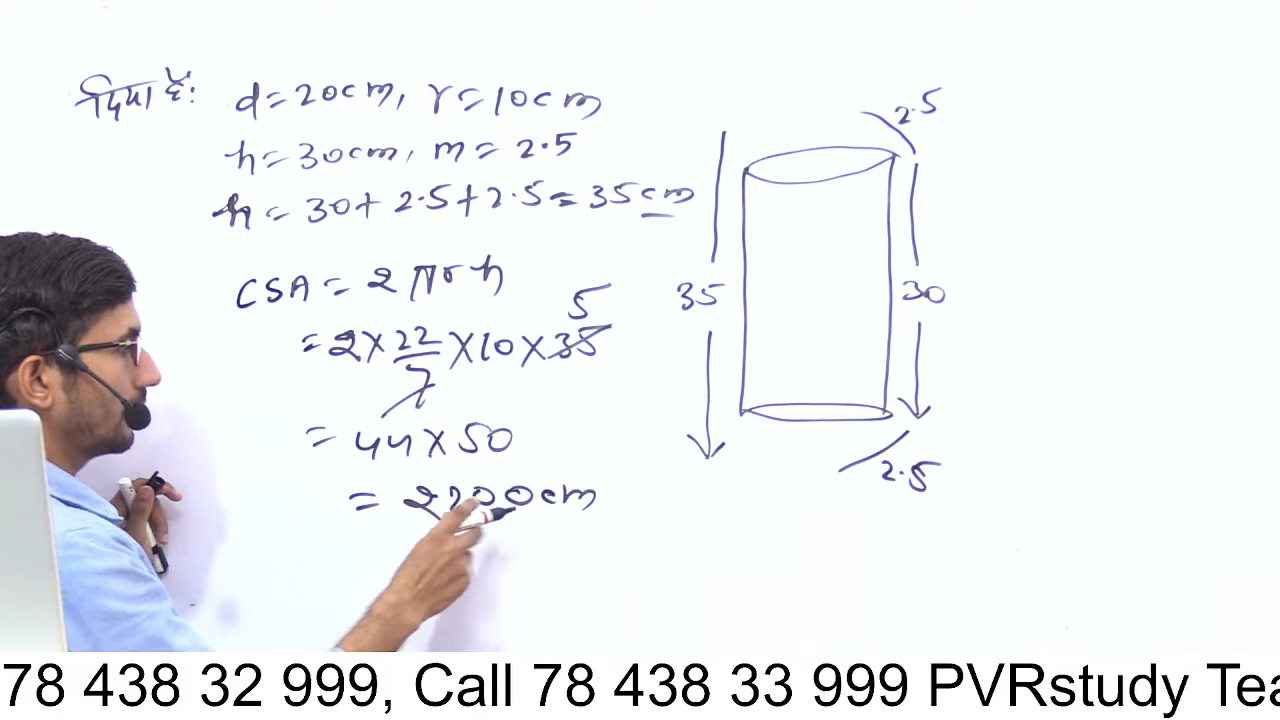 दिया है: d=20cm, r=10cm
h=30cm, m=2.5
h=30+2.5+2.5=35cm
CSA=2πrh
5
=2×22/7×10×35
=44×50
=2200cm
2.5
35
30
2.5
78 438 32 999, Call 78 438 33 999 PVRstudy Tea